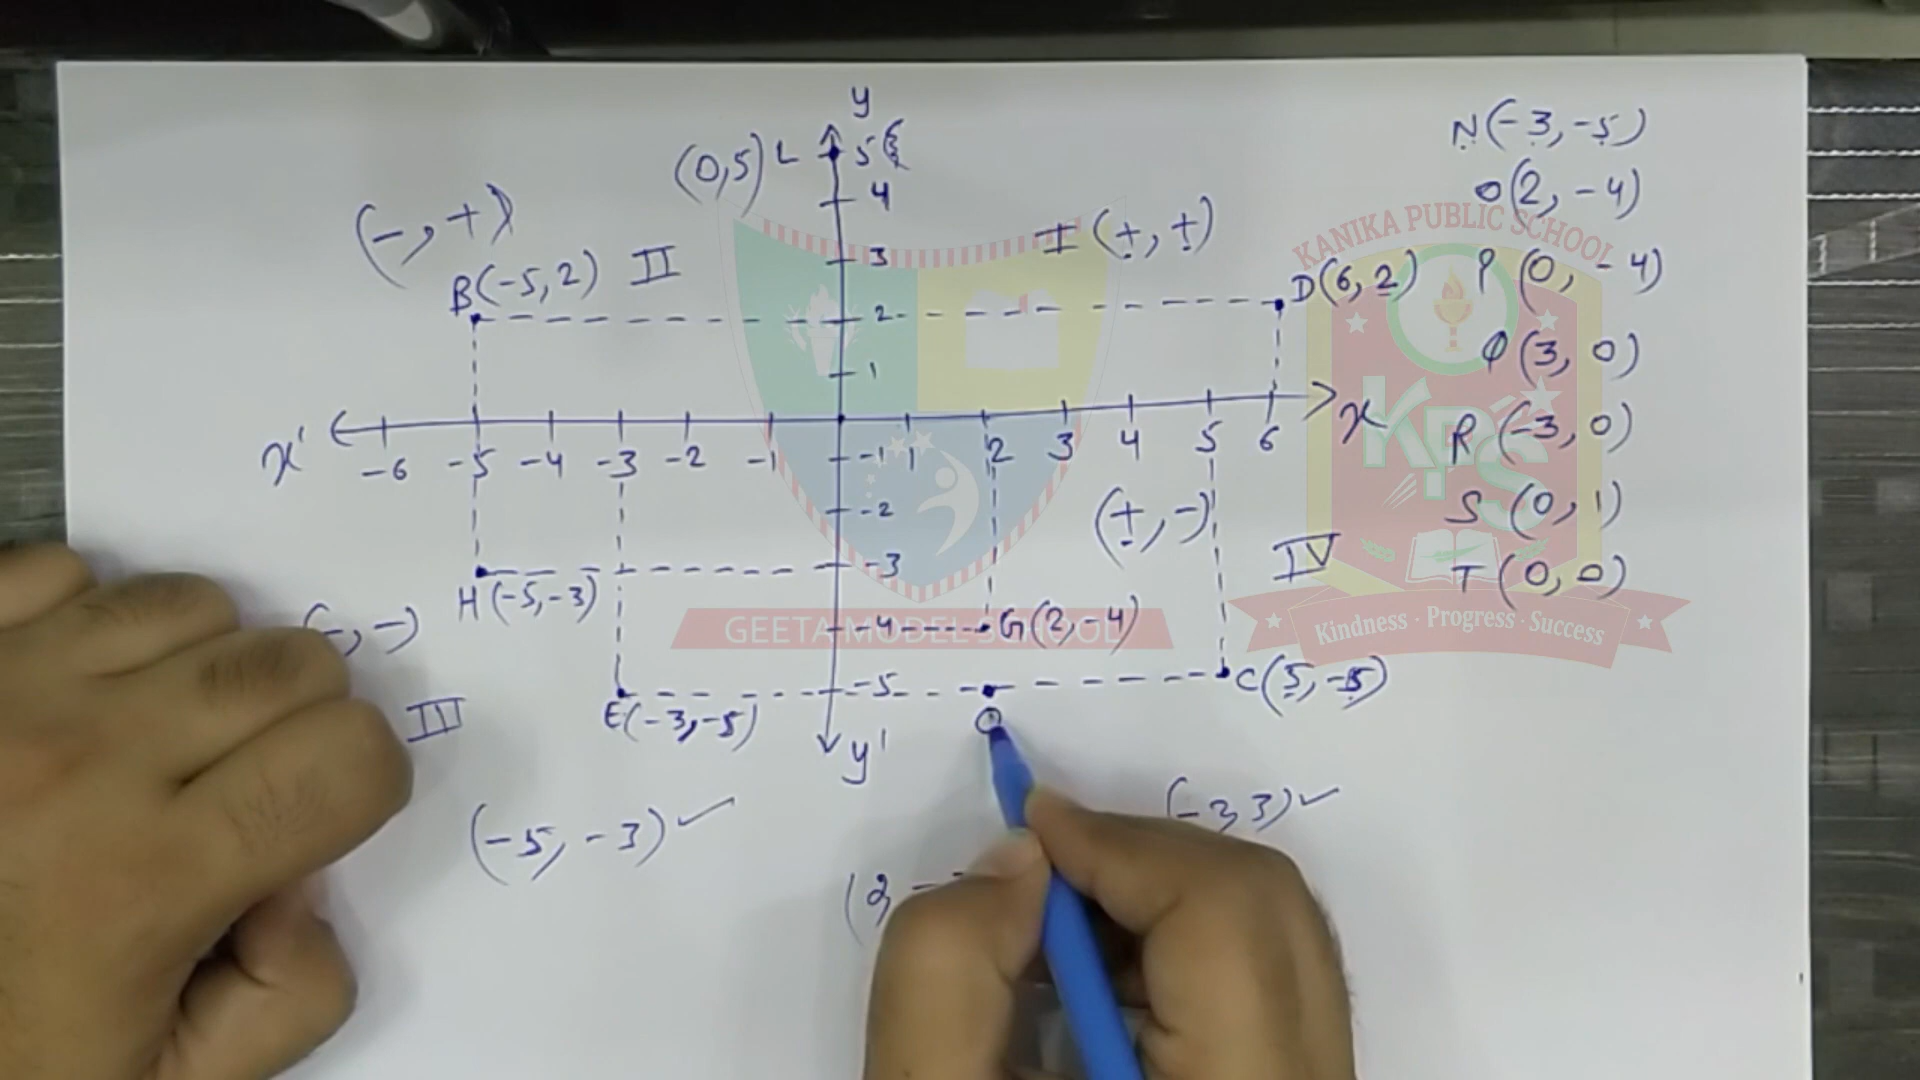 y
(0,5) L 5
4
(-, +)
I (+, +)
3
B(-5, 2) II
D(6, 2)
2
1
x' x
-6 -5 -4 -3 -2 -1 1 2 3 4 5 6
-1
-2
(+, -)
IV
-3
H(-5, -3)
-4 G(2, -4)
-5
C(5, -5)
III
E(-3, -5)
O
y'
(-5, -3) ✓
N(-3, -5)
O(2, -4)
P (0, -4)
Q (3, 0)
R (-3, 0)
S (0, 1)
T (0, 0)
GEETA MODEL SCHOOL
KANIKA PUBLIC SCHOOL
KPS
Kindness · Progress · Success